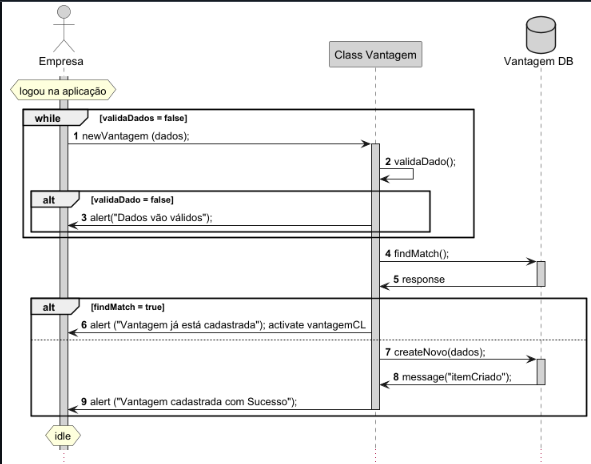 Empresa
Class Vantagem
Vantagem DB
logou na aplicação
while [validaDados = false]
1 newVantagem (dados);
2 validaDado();
alt [validaDado = false]
3 alert("Dados vão válidos");
4 findMatch();
5 response
alt [findMatch = true]
6 alert ("Vantagem já está cadastrada"); activate vantagemCL
7 createNovo(dados);
8 message("itemCriado");
9 alert ("Vantagem cadastrada com Sucesso");
idle